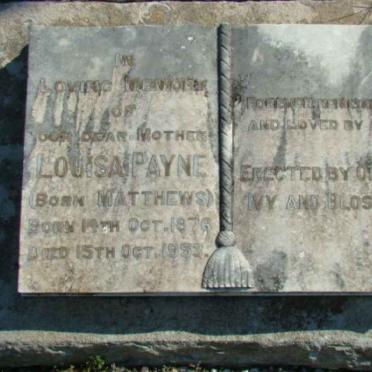 In
Loving Memory
of
our dear Mother
Louisa Payne
(Born Matthews)
Born 14th Oct. 1876
Died 15th Oct. 1953.
and Loved by
Erected by
Ivy and Blos